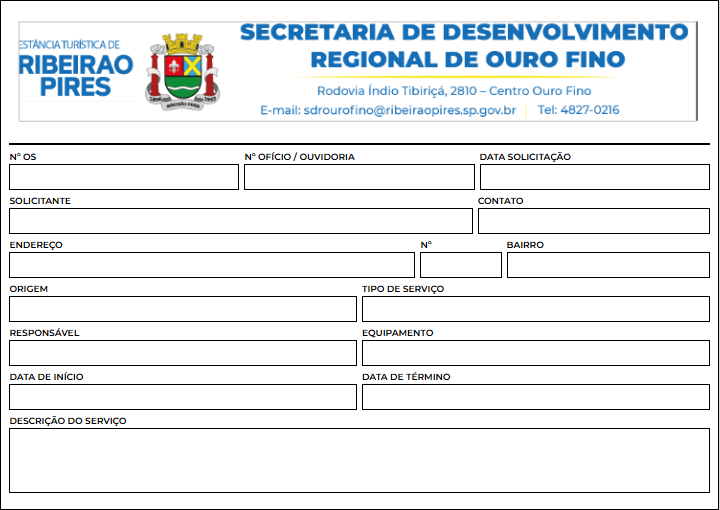 ESTÂNCIA TURÍSTICA DE
RIBEIRAO
PIRES
SECRETARIA DE DESENVOLVIMENTO
REGIONAL DE OURO FINO
Rodovia Índio Tibiriçá, 2810 – Centro Ouro Fino
E-mail: sdrourofino@ribeiraopires.sp.gov.br | Tel: 4827-0216
Nº OS Nº OFÍCIO / OUVIDORIA DATA SOLICITAÇÃO
SOLICITANTE CONTATO
ENDEREÇO Nº BAIRRO
ORIGEM TIPO DE SERVIÇO
RESPONSÁVEL EQUIPAMENTO
DATA DE INÍCIO DATA DE TÉRMINO
DESCRIÇÃO DO SERVIÇO